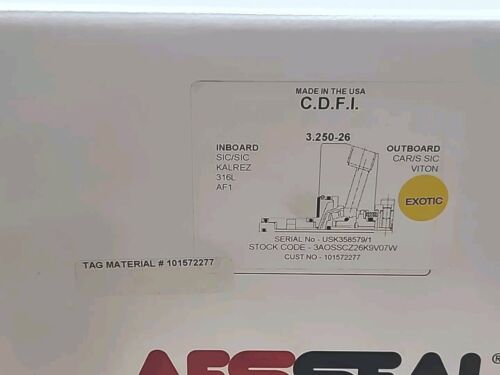 MADE IN THE USA
C.D.F.I.
3.250-26
INBOARD
SIC/SIC
KALREZ
316L
AF1
OUTBOARD
CAR/S SIC
VITON
EXOTIC
SERIAL No - USK358579/1
STOCK CODE - 3AOSSCZ26K9V07W
CUST NO - 101572277
TAG MATERIAL # 101572277
AESSEAL ®